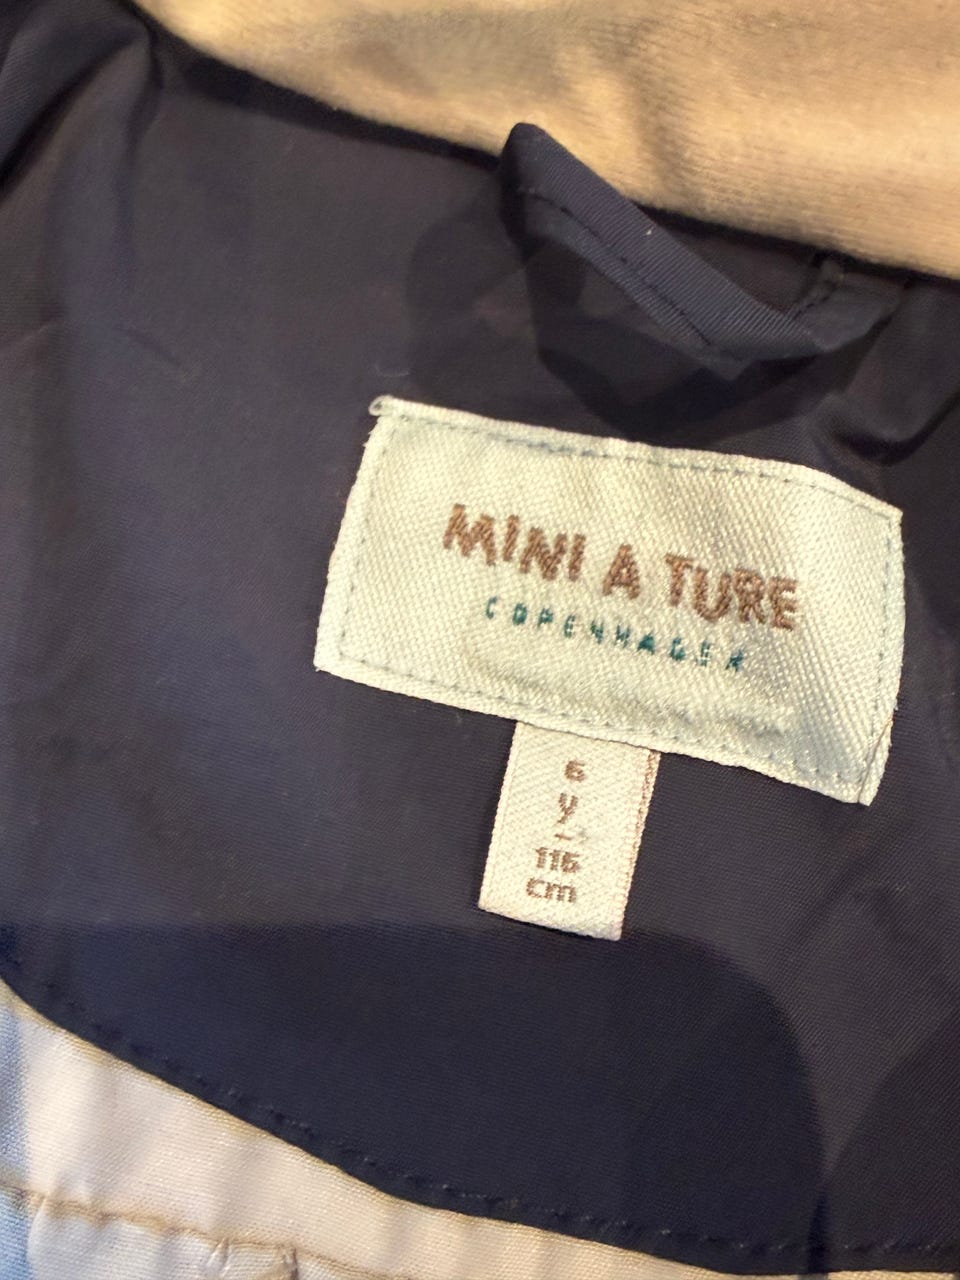 MINI A TURE
COPENHAGEN
6
y
116
cm